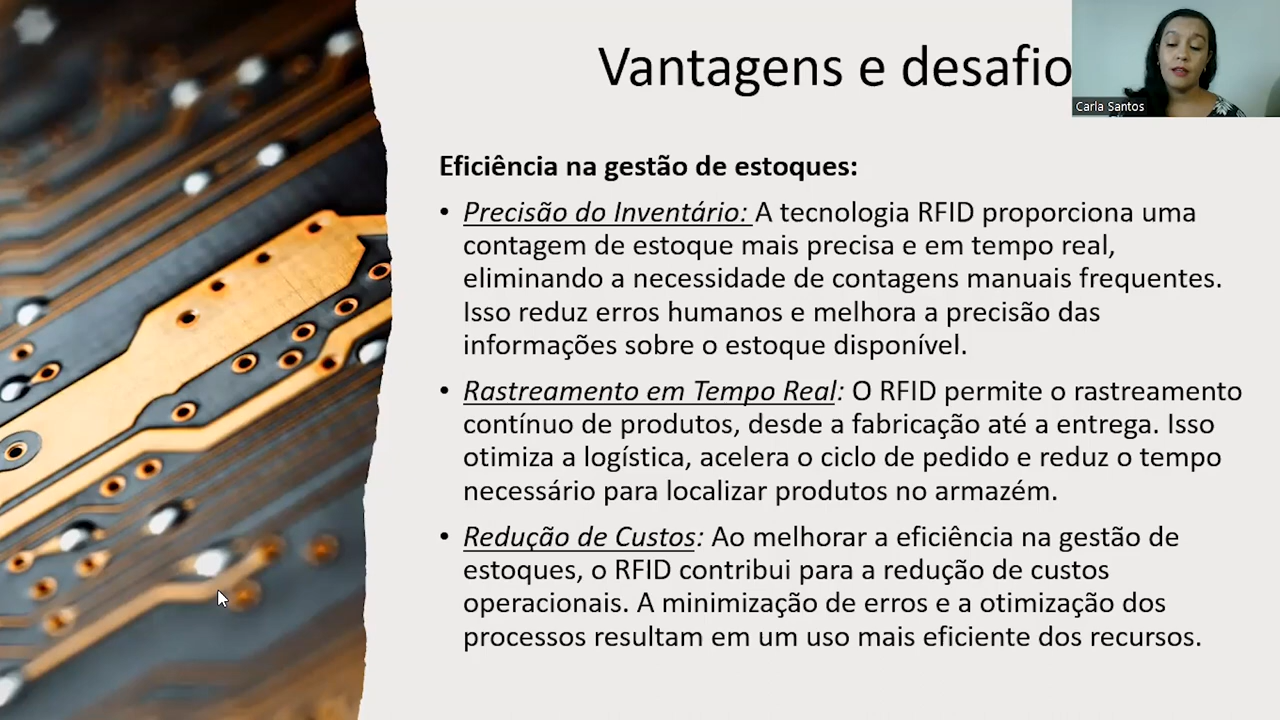 Vantagens e desafio
Carla Santos
Eficiência na gestão de estoques:
• Precisão do Inventário: A tecnologia RFID proporciona uma
contagem de estoque mais precisa e em tempo real,
eliminando a necessidade de contagens manuais frequentes.
Isso reduz erros humanos e melhora a precisão das
informações sobre o estoque disponível.
• Rastreamento em Tempo Real: O RFID permite o rastreamento
contínuo de produtos, desde a fabricação até a entrega. Isso
otimiza a logística, acelera o ciclo de pedido e reduz o tempo
necessário para localizar produtos no armazém.
• Redução de Custos: Ao melhorar a eficiência na gestão de
estoques, o RFID contribui para a redução de custos
operacionais. A minimização de erros e a otimização dos
processos resultam em um uso mais eficiente dos recursos.